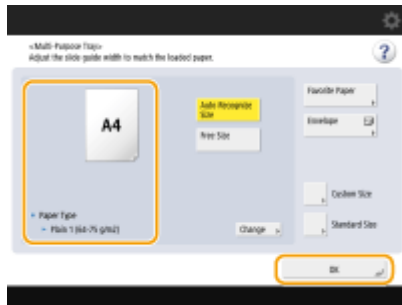 <Multi-Purpose Tray>
Adjust the slide guide width to match the loaded paper.
?
A4
Auto Recognize
Size
Free Size
Favorite Paper
Envelope
Custom Size
Paper Type
Plain 1 (64-75 g/m2)
Change
Standard Size
OK